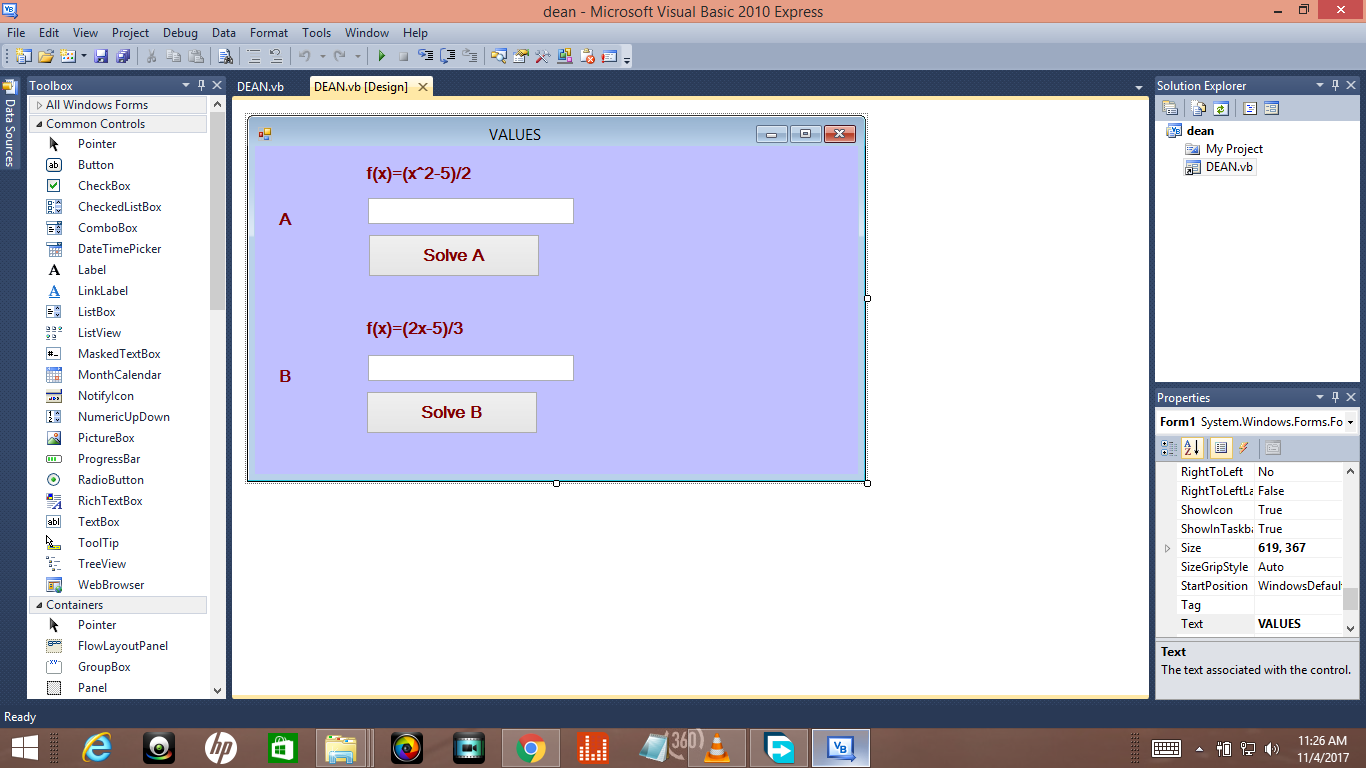 dean - Microsoft Visual Basic 2010 Express
File Edit View Project Debug Data Format Tools Window Help
Data Sources
Toolbox
All Windows Forms
Common Controls
Pointer
Button
CheckBox
CheckedListBox
ComboBox
DateTimePicker
Label
LinkLabel
ListBox
ListView
MaskedTextBox
MonthCalendar
NotifyIcon
NumericUpDown
PictureBox
ProgressBar
RadioButton
RichTextBox
TextBox
ToolTip
TreeView
WebBrowser
Containers
Pointer
FlowLayoutPanel
GroupBox
Panel
DEAN.vb DEAN.vb [Design]
VALUES
f(x)=(x^2-5)/2
A
Solve A
f(x)=(2x-5)/3
B
Solve B
Solution Explorer
dean
My Project
DEAN.vb
Properties
Form1 System.Windows.Forms.Fo
RightToLeft No
RightToLeftLa False
ShowIcon True
ShowInTaskba True
Size 619, 367
SizeGripStyle Auto
StartPosition WindowsDefaul
Tag
Text VALUES
Text
The text associated with the control.
Ready
360
11:26 AM
11/4/2017